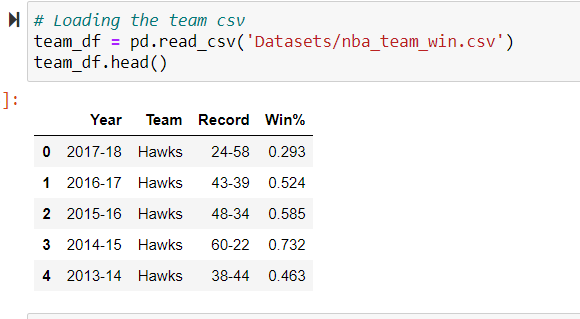 # Loading the team csv
team_df = pd.read_csv('Datasets/nba_team_win.csv')
team_df.head()
]:
Year Team Record Win%
0 2017-18 Hawks 24-58 0.293
1 2016-17 Hawks 43-39 0.524
2 2015-16 Hawks 48-34 0.585
3 2014-15 Hawks 60-22 0.732
4 2013-14 Hawks 38-44 0.463